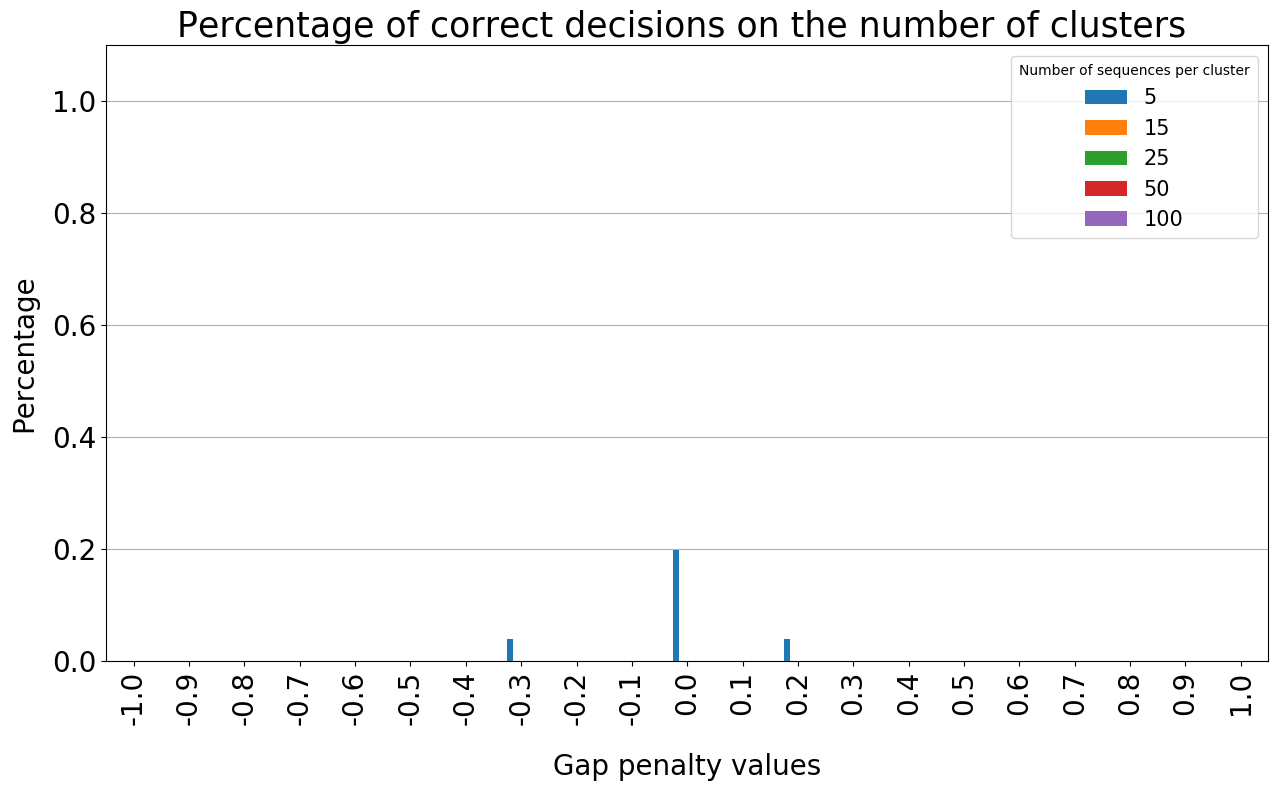 Percentage of correct decisions on the number of clusters
Number of sequences per cluster
5
15
25
50
100
Percentage
1.0
0.8
0.6
0.4
0.2
0.0
-1.0 -0.9 -0.8 -0.7 -0.6 -0.5 -0.4 -0.3 -0.2 -0.1 0.0 0.1 0.2 0.3 0.4 0.5 0.6 0.7 0.8 0.9 1.0
Gap penalty values